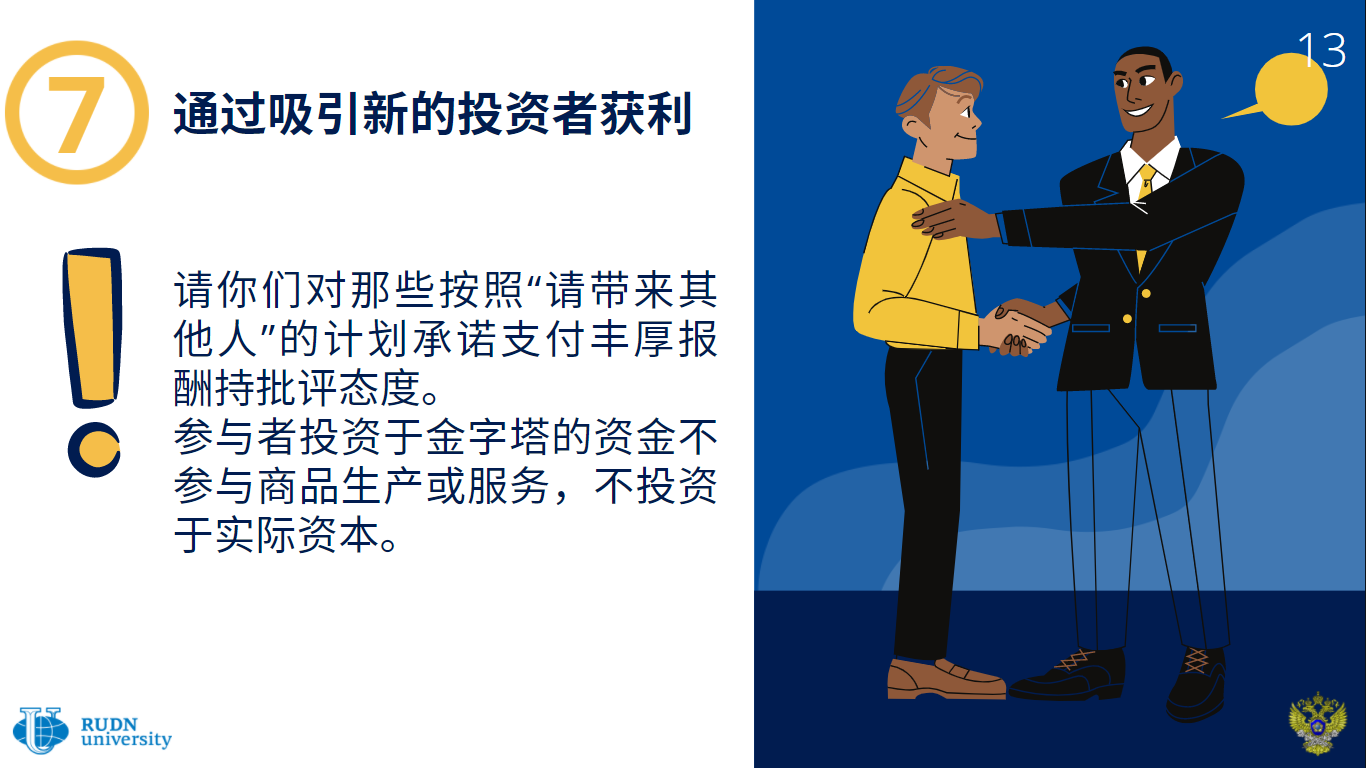 13
7
通过吸引新的投资者获利
请你们对那些按照“请带来其
他人”的计划承诺支付丰厚报
酬持批评态度。
参与者投资于金字塔的资金不
参与商品生产或服务，不投资
于实际资本。
RUDN
university